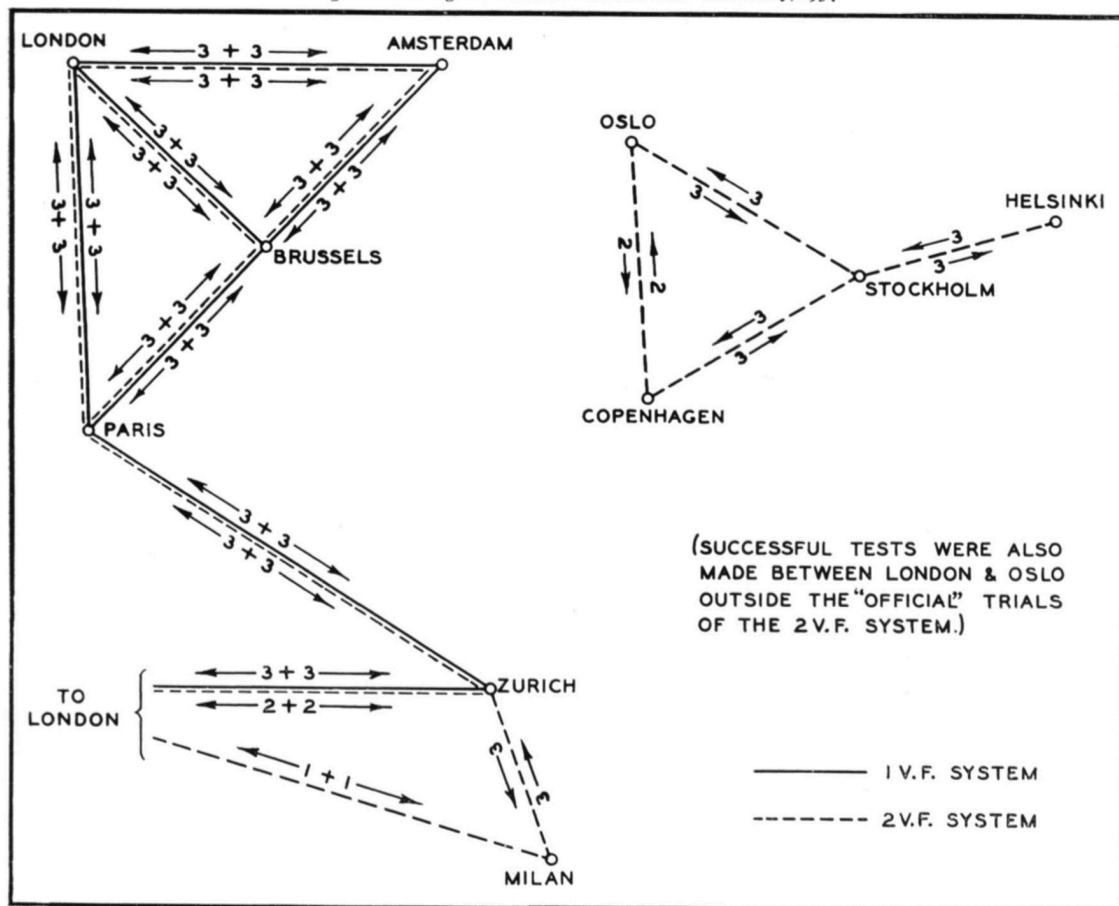 LONDON
AMSTERDAM
3 + 3
3 + 3
3 + 3
3 + 3
3 + 3
3 + 3
3 + 3
3 + 3
BRUSSELS
3 + 3
3 + 3
PARIS
OSLO
HELSINKI
3
3
3
3
2
2
STOCKHOLM
3
3
COPENHAGEN
3 + 3
3 + 3
(SUCCESSFUL TESTS WERE ALSO
MADE BETWEEN LONDON & OSLO
OUTSIDE THE "OFFICIAL" TRIALS
OF THE 2 V.F. SYSTEM.)
3 + 3
ZURICH
TO
LONDON
2 + 2
1 + 1
3
3
MILAN
1 V.F. SYSTEM
2 V.F. SYSTEM